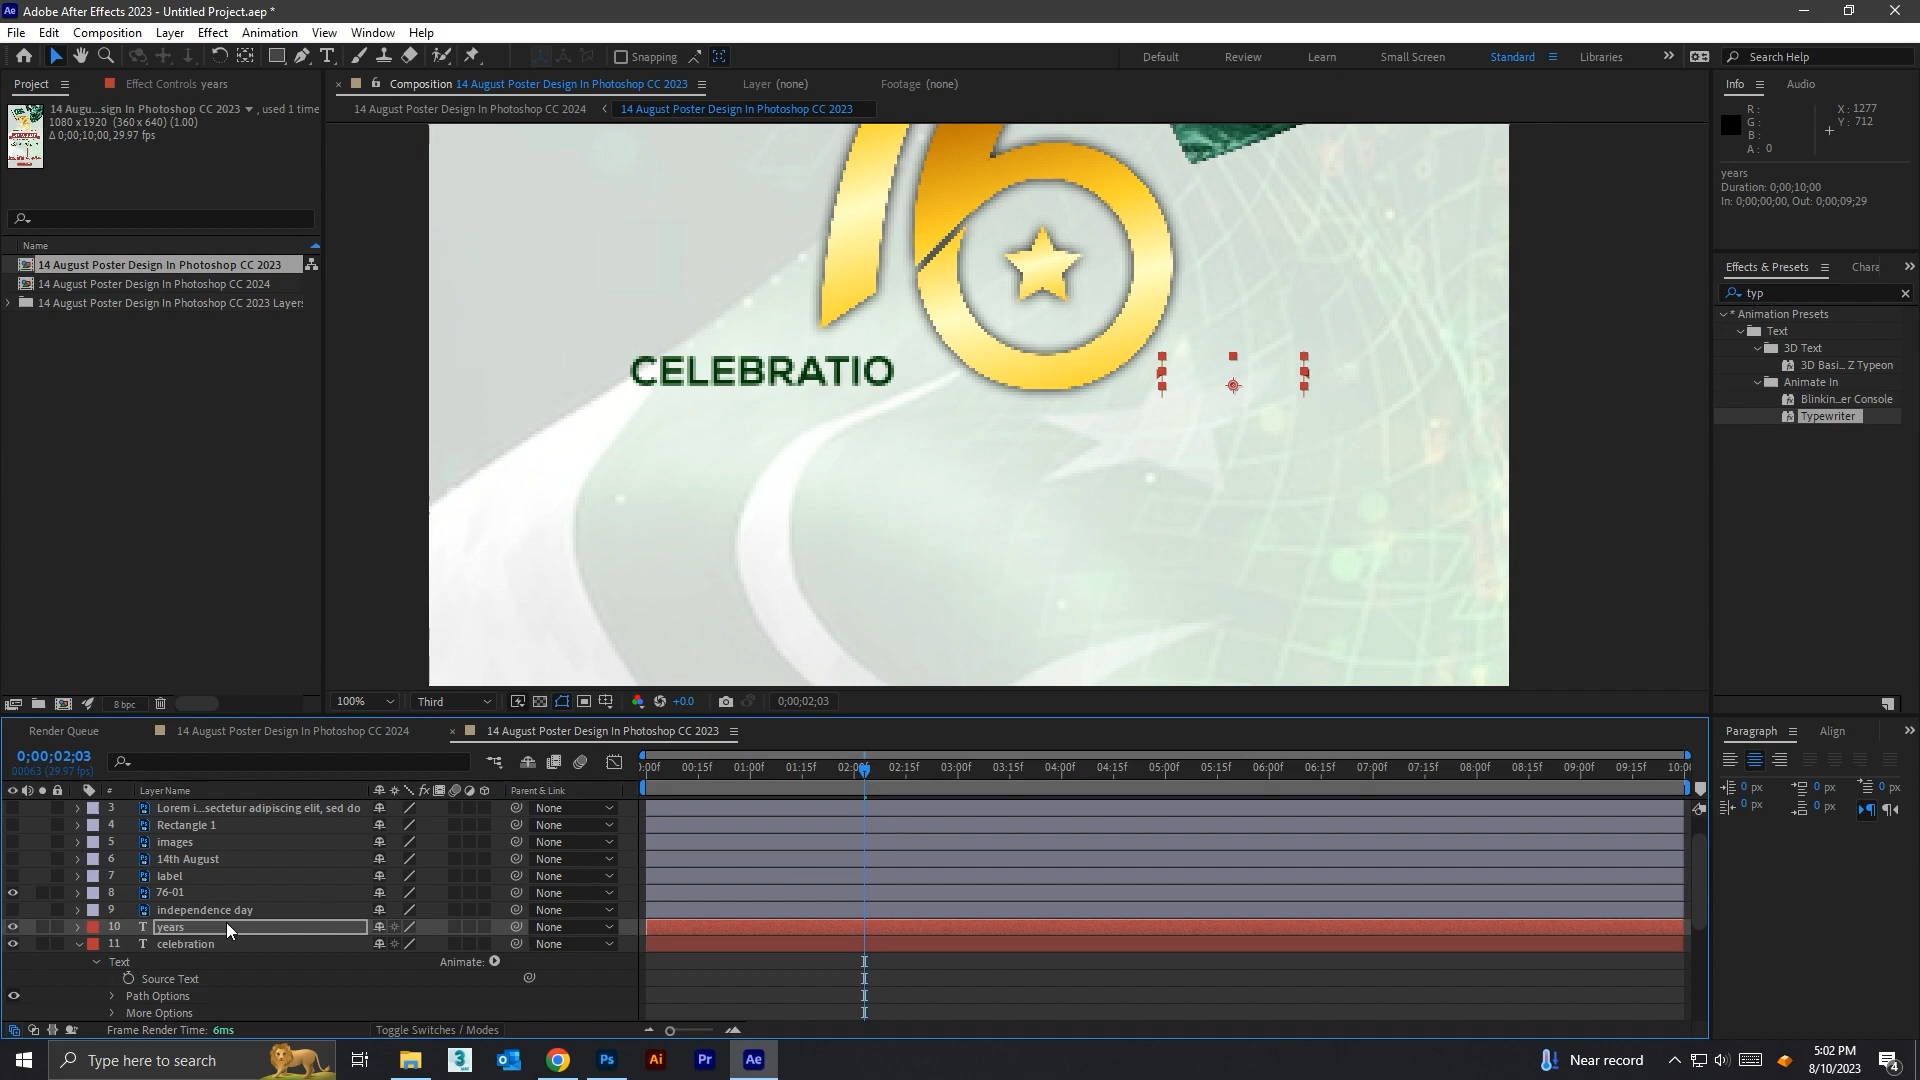 Adobe After Effects 2023 - Untitled Project.aep *
File Edit Composition Layer Effect Animation View Window Help
Snapping
Default Review Learn Small Screen Standard Libraries
Search Help
Project Effect Controls years
Composition 14 August Poster Design In Photoshop CC 2023
Layer (none) Footage (none)
14 August Poster Design In Photoshop CC 2024 14 August Poster Design In Photoshop CC 2023
14 Augu...sign In Photoshop CC 2023 , used 1 time
1080 x 1920 (360 x 640) (1.00)
Δ 0;00;10;00, 29.97 fps
Name
14 August Poster Design In Photoshop CC 2023
14 August Poster Design In Photoshop CC 2024
14 August Poster Design In Photoshop CC 2023 Layers
8 bpc
76
CELEBRATIO
100% Third +0.0 0;00;02;03
Info Audio
R: X: 1277
G: Y: 712
B:
A: 0
years
Duration: 0;00;10;00
In: 0;00;00;00, Out: 0;00;09;29
Effects & Presets Chara
typ
* Animation Presets
Text
3D Text
3D Basi... Z Typeon
Animate In
Blinkin...er Console
Typewriter
Paragraph Align
0 px 0 px 0 px
0 px 0 px
Render Queue 14 August Poster Design In Photoshop CC 2024 14 August Poster Design In Photoshop CC 2023
0;00;02;03
00063 (29.97 fps)
:00f 00:15f 01:00f 01:15f 02:00f 02:15f 03:00f 03:15f 04:00f 04:15f 05:00f 05:15f 06:00f 06:15f 07:00f 07:15f 08:00f 08:15f 09:00f 09:15f 10:00
# Layer Name fx Parent & Link
3 Lorem i...sectetur adipiscing elit, sed do None
4 Rectangle 1 None
5 images None
6 14th August None
7 label None
8 76-01 None
9 independence day None
10 T years None
11 T celebration None
Text Animate:
Source Text
Path Options
More Options
Frame Render Time: 6ms Toggle Switches / Modes
Type here to search
3
Ps Ai Pr Ae
Near record
5:02 PM
8/10/2023
4